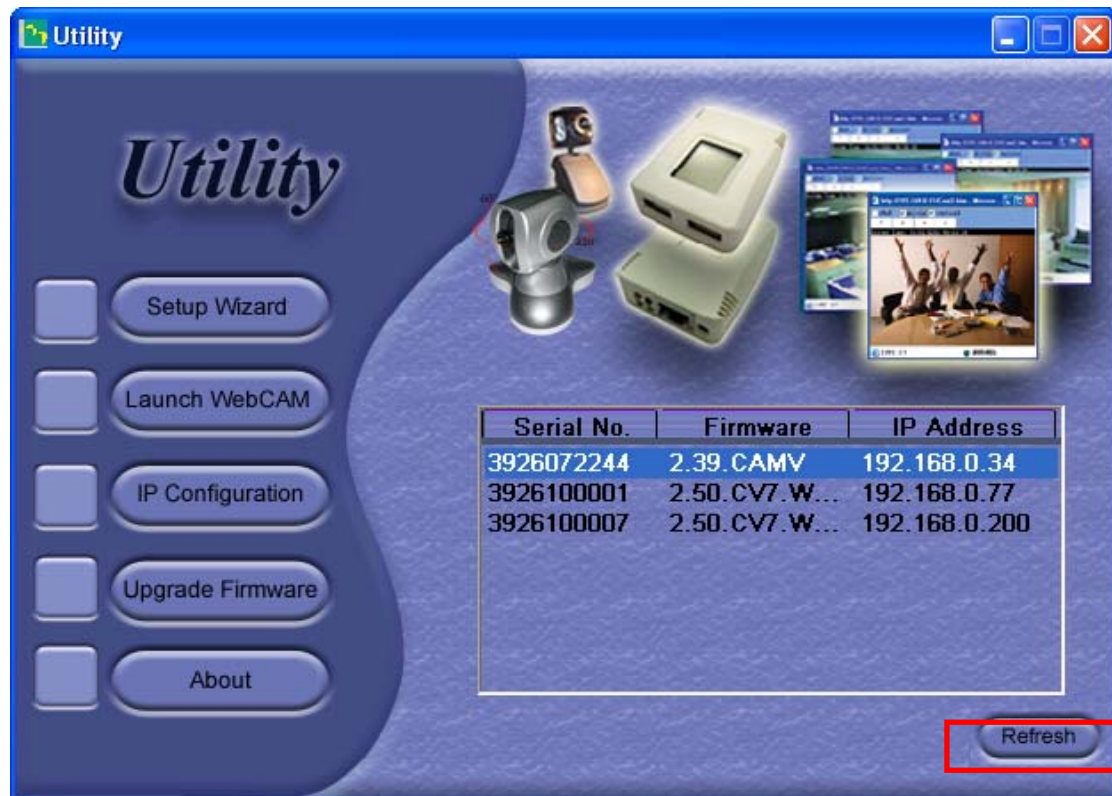 Utility
Utility
Setup Wizard
Launch WebCAM
IP Configuration
Upgrade Firmware
About
Serial No. Firmware IP Address
3926072244 2.39.CAMV 192.168.0.34
3926100001 2.50.CV7.W... 192.168.0.77
3926100007 2.50.CV7.W... 192.168.0.200
Refresh